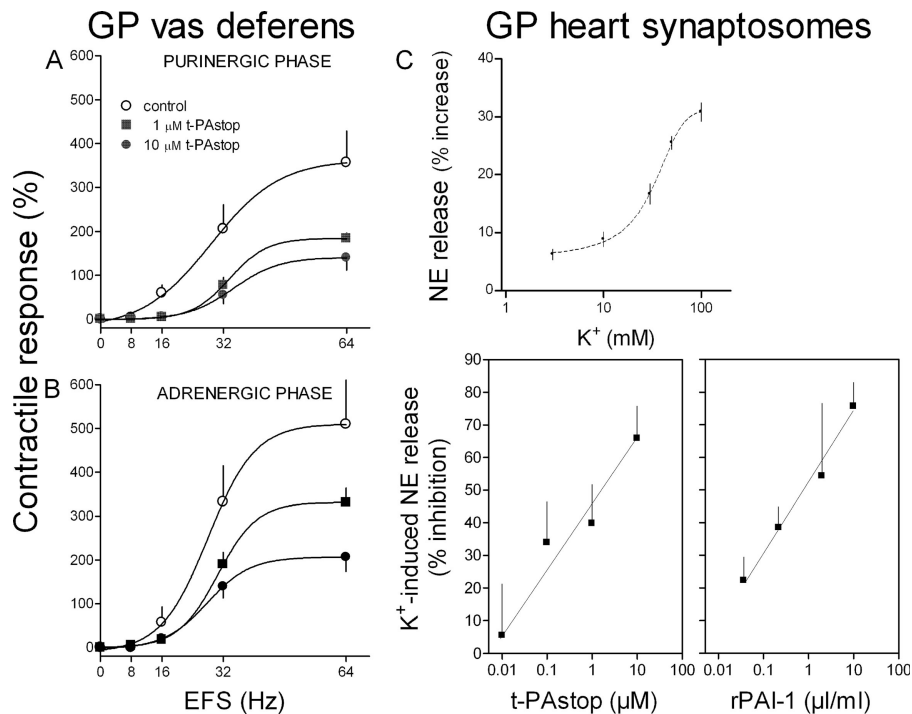 GP vas deferens
GP heart synaptosomes
A
PURINERGIC PHASE
600
500
400
300
200
100
0
control
1 μM t-PAstop
10 μM t-PAstop
0 8 16 32 64
B
ADRENERGIC PHASE
600
500
400
300
200
100
0
0 8 16 32 64
EFS (Hz)
Contractile response (%)
C
40
30
20
10
0
NE release (% increase)
1 10 100
K+ (mM)
90
80
70
60
50
40
30
20
10
0
K+-induced NE release
(% inhibition)
0.01 0.1 1 10 100
t-PAstop (μM)
0.01 0.1 1 10 100
rPAI-1 (μl/ml)